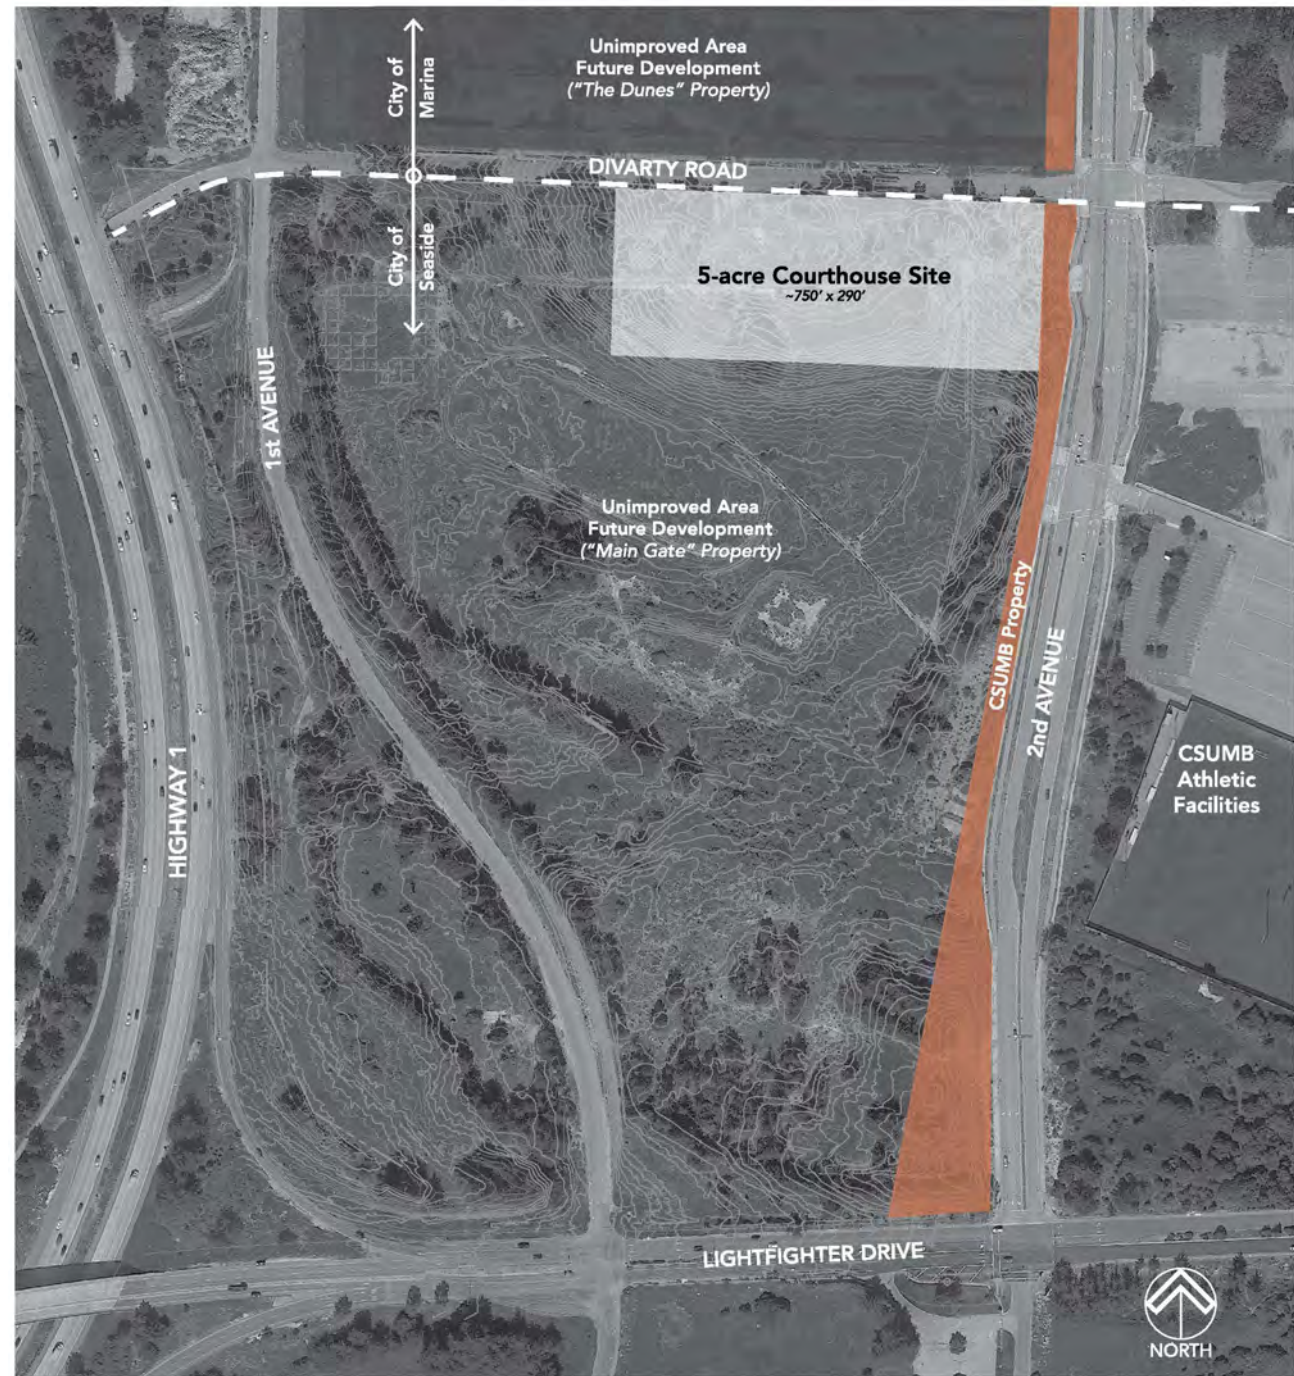 Unimproved Area
Future Development
("The Dunes" Property)
City of
Marina
DIVARTY ROAD
City of
Seaside
5-acre Courthouse Site
~750' x 290'
1st AVENUE
Unimproved Area
Future Development
("Main Gate" Property)
CSUMB Property
2nd AVENUE
HIGHWAY 1
CSUMB
Athletic
Facilities
LIGHTFIGHTER DRIVE
NORTH